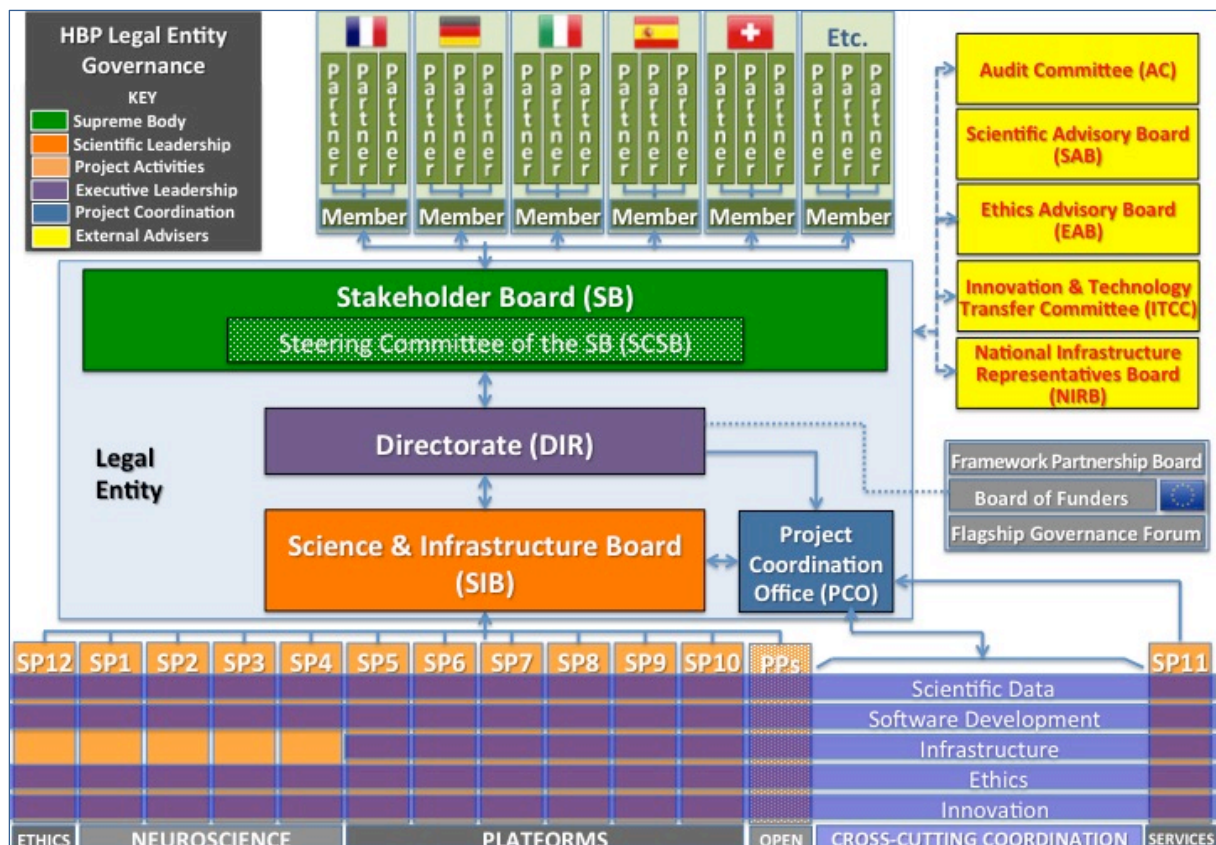 HBP Legal Entity
Governance
KEY
Supreme Body
Scientific Leadership
Project Activities
Executive Leadership
Project Coordination
External Advisers
Etc.
Partner Partner Partner Partner Partner Partner Partner Partner Partner Partner Partner Partner Partner Partner Partner Partner Partner Partner
Member Member Member Member Member Member
Audit Committee (AC)
Scientific Advisory Board
(SAB)
Ethics Advisory Board
(EAB)
Innovation & Technology
Transfer Committee (ITCC)
National Infrastructure
Representatives Board
(NIRB)
Stakeholder Board (SB)
Steering Committee of the SB (SCSB)
Directorate (DIR)
Legal
Entity
Science & Infrastructure Board
(SIB)
Project
Coordination
Office (PCO)
Framework Partnership Board
Board of Funders
Flagship Governance Forum
SP12 SP1 SP2 SP3 SP4 SP5 SP6 SP7 SP8 SP9 SP10 PPs SP11
Scientific Data
Software Development
Infrastructure
Ethics
Innovation
ETHICS NEUROSCIENCE PLATFORMS OPEN CROSS-CUTTING COORDINATION SERVICES